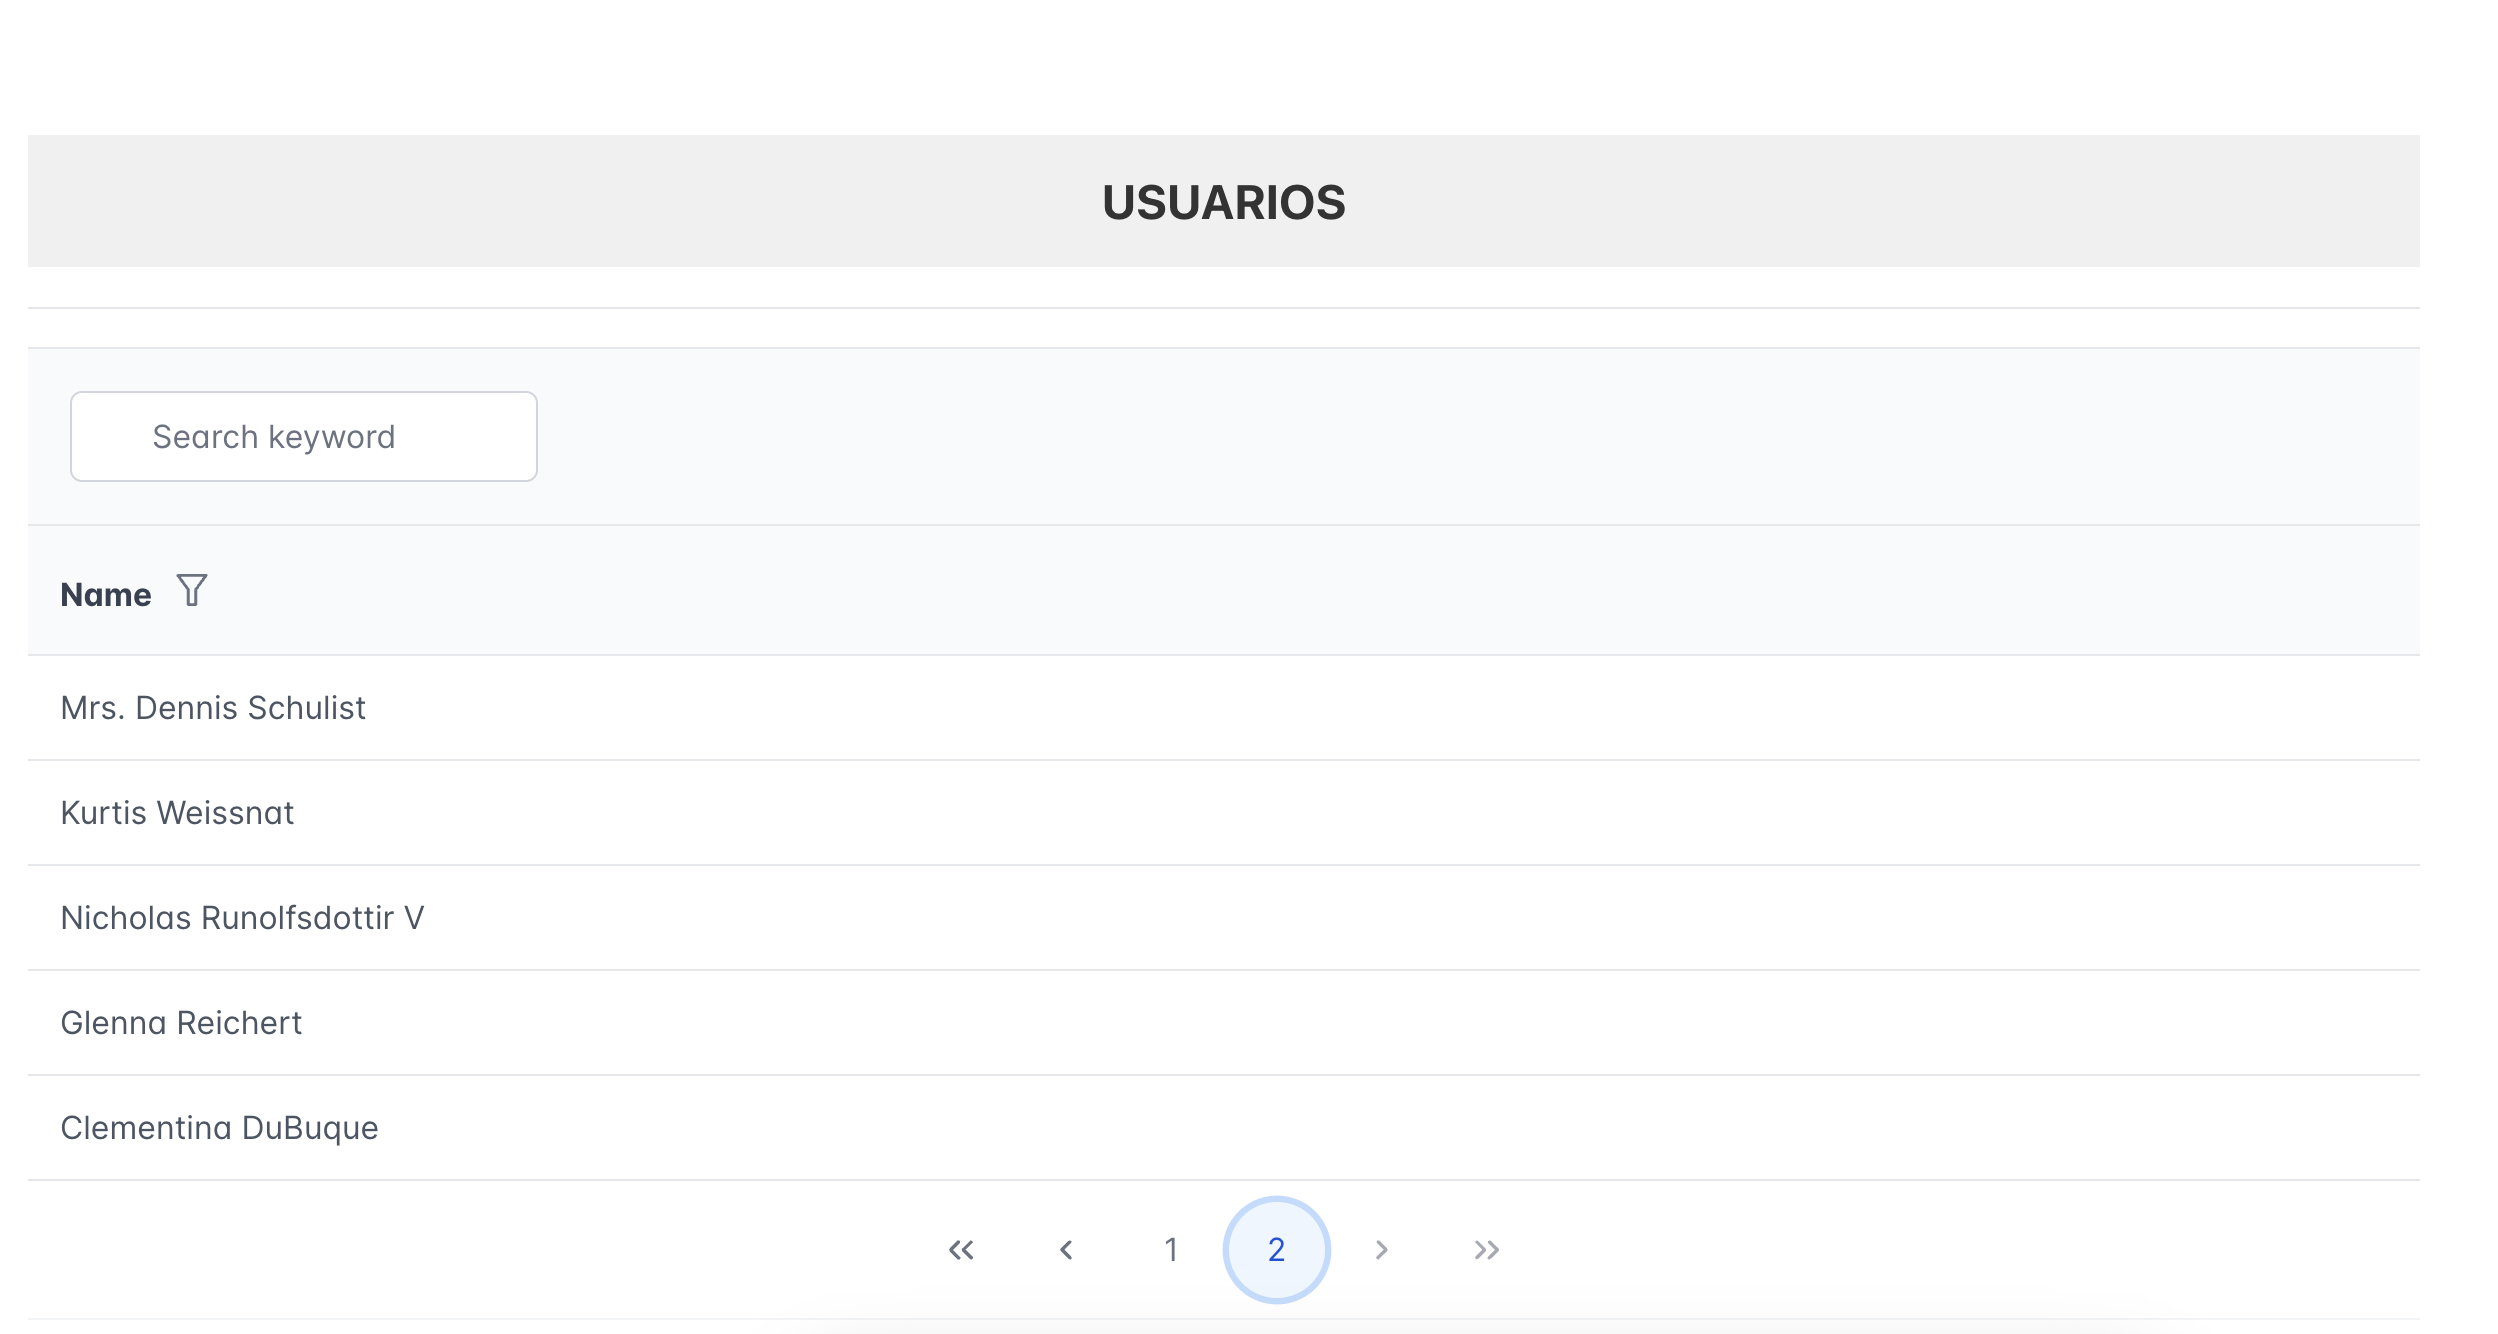 USUARIOS
Search keyword
Name
Mrs. Dennis Schulist
Kurtis Weissnat
Nicholas Runolfsdottir V
Glenna Reichert
Clementina DuBuque
1 2